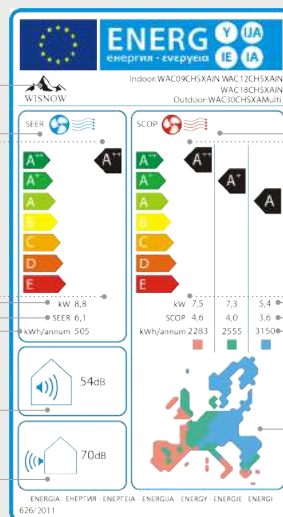 ENERG Y IJA
енергия · ενεργεια IE IA
Indoor:WAC09CHSXAIN WAC12CHSXAIN
WAC18CHSXAIN
Outdoor:WAC30CHSXAMulti
WISNOW
SEER SCOP
A++ A++ A++
A+ A+ A+
A A A
B B
C C
D D
E E
kW 8,8 kW 7,5 7,3 5,4
SEER 6,1 SCOP 4,6 4,0 3,6
kWh/annum 505 kWh/annum 2283 2555 3150
54dB
70dB
ENERGIA · ЕНЕРГИЯ · ΕΝΕΡΓΕΙΑ · ENERGIJA · ENERGY · ENERGIE · ENERGI
626/2011